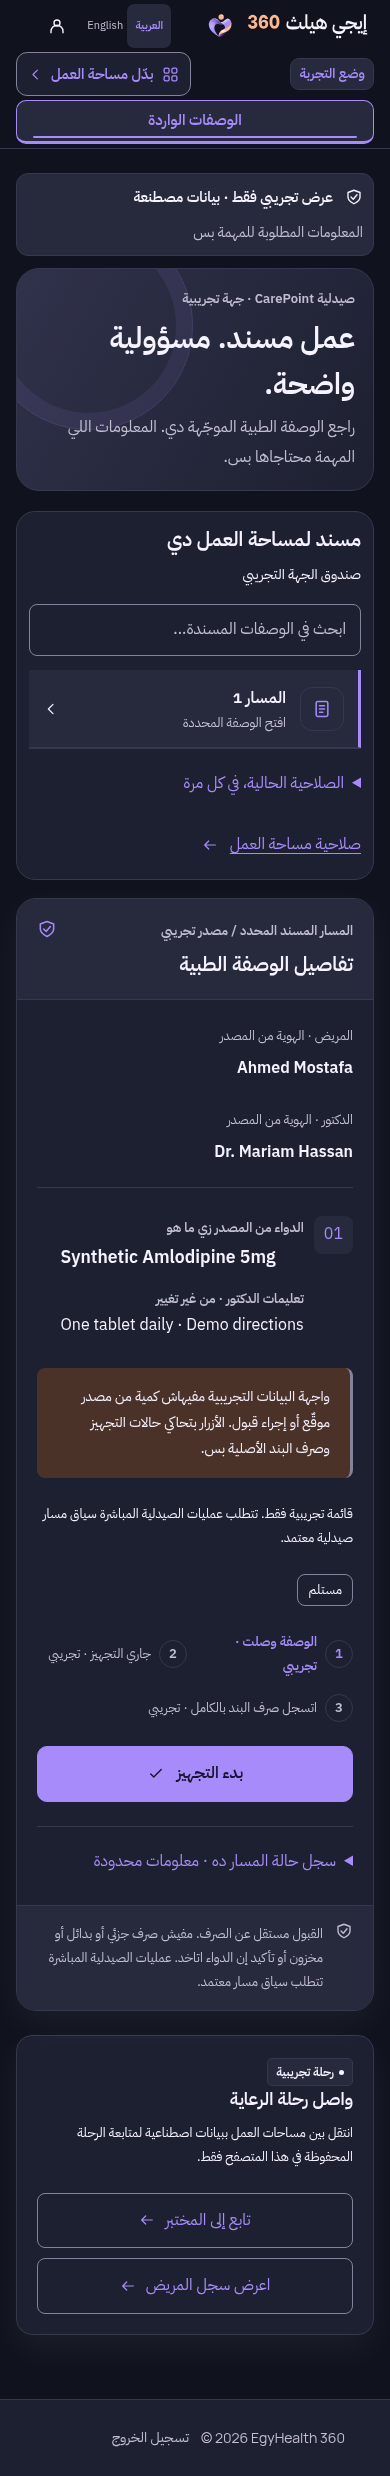 إيجي هيلث 360
العربية
English
وضع التجربة
بدّل مساحة العمل
الوصفات الواردة
عرض تجريبي فقط · بيانات مصطنعة
المعلومات المطلوبة للمهمة بس
صيدلية CarePoint · جهة تجريبية
عمل مسند. مسؤولية
واضحة.
راجع الوصفة الطبية الموجّهة دي. المعلومات اللي
المهمة محتاجاها بس.
مسند لمساحة العمل دي
صندوق الجهة التجريبي
ابحث في الوصفات المسندة...
المسار 1
افتح الوصفة المحددة
الصلاحية الحالية، في كل مرة
صلاحية مساحة العمل
المسار المسند المحدد / مصدر تجريبي
تفاصيل الوصفة الطبية
المريض · الهوية من المصدر
Ahmed Mostafa
الدكتور · الهوية من المصدر
Dr. Mariam Hassan
01
الدواء من المصدر زي ما هو
Synthetic Amlodipine 5mg
تعليمات الدكتور · من غير تغيير
One tablet daily · Demo directions
واجهة البيانات التجريبية مفيهاش كمية من مصدر
موقّع أو إجراء قبول. الأزرار بتحاكي حالات التجهيز
وصرف البند الأصلية بس.
قائمة تجريبية فقط. تتطلب عمليات الصيدلية المباشرة سياق مسار
صيدلية معتمد.
مستلم
1
الوصفة وصلت ·
تجريبي
2
جاري التجهيز · تجريبي
3
اتسجل صرف البند بالكامل · تجريبي
بدء التجهيز
سجل حالة المسار ده · معلومات محدودة
القبول مستقل عن الصرف. مفيش صرف جزئي أو بدائل أو
مخزون أو تأكيد إن الدواء اتاخد. عمليات الصيدلية المباشرة
تتطلب سياق مسار معتمد.
رحلة تجريبية
واصل رحلة الرعاية
انتقل بين مساحات العمل ببيانات اصطناعية لمتابعة الرحلة
المحفوظة في هذا المتصفح فقط.
تابع إلى المختبر
اعرض سجل المريض
© 2026 EgyHealth 360
تسجيل الخروج